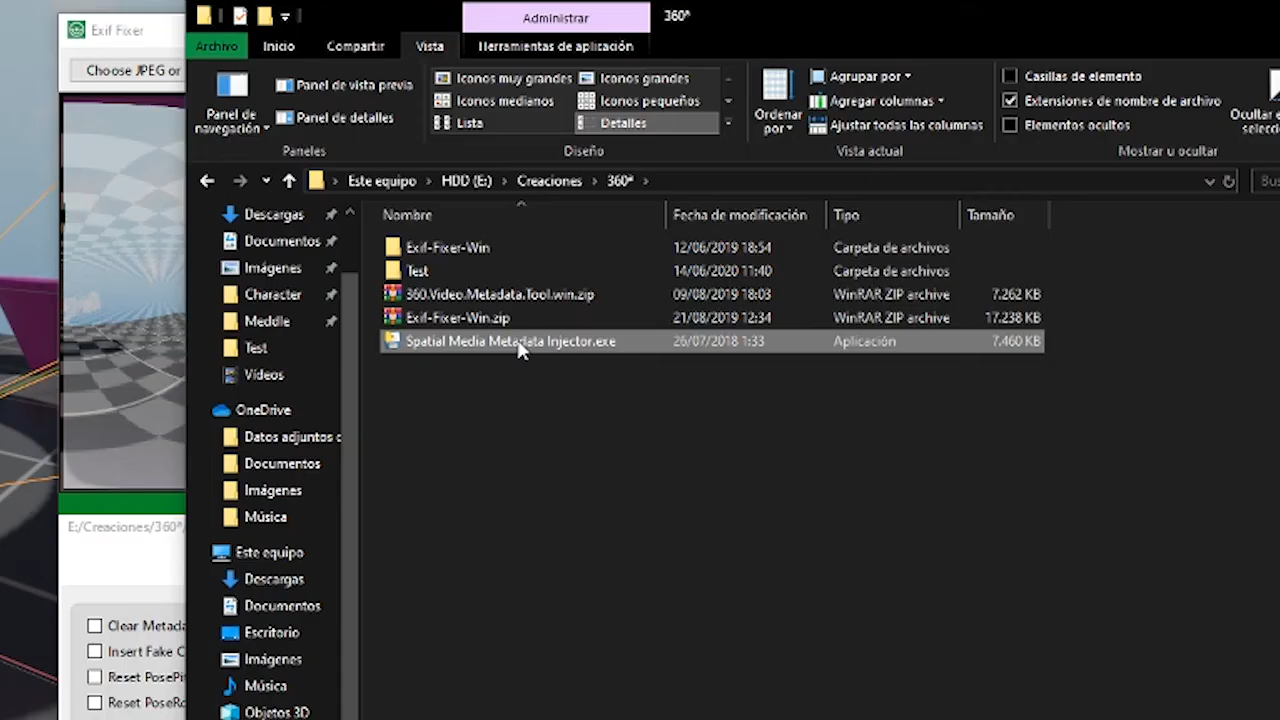 Exif Fixer
Choose JPEG or
E:/Creaciones/360ª/
Clear Metada
Insert Fake C
Reset PosePit
Reset PoseRo
Administrar
360ª
Archivo
Inicio
Compartir
Vista
Herramientas de aplicación
Panel de navegación
Panel de vista previa
Panel de detalles
Paneles
Iconos muy grandes
Iconos grandes
Iconos medianos
Iconos pequeños
Lista
Detalles
Diseño
Ordenar por
Agrupar por
Agregar columnas
Ajustar todas las columnas
Vista actual
Casillas de elemento
Extensiones de nombre de archivo
Elementos ocultos
Mostrar u ocultar
Este equipo > HDD (E:) > Creaciones > 360ª >
Descargas
Documentos
Imágenes
Character
Meddle
Test
Vídeos
OneDrive
Datos adjuntos d
Documentos
Imágenes
Música
Este equipo
Descargas
Documentos
Escritorio
Imágenes
Música
Objetos 3D
Nombre Fecha de modificación Tipo Tamaño
Exif-Fixer-Win 12/06/2019 18:54 Carpeta de archivos
Test 14/06/2020 11:40 Carpeta de archivos
360.Video.Metadata.Tool.win.zip 09/08/2019 18:03 WinRAR ZIP archive 7.262 KB
Exif-Fixer-Win.zip 21/08/2019 12:34 WinRAR ZIP archive 17.238 KB
Spatial Media Metadata Injector.exe 26/07/2018 1:33 Aplicación 7.460 KB